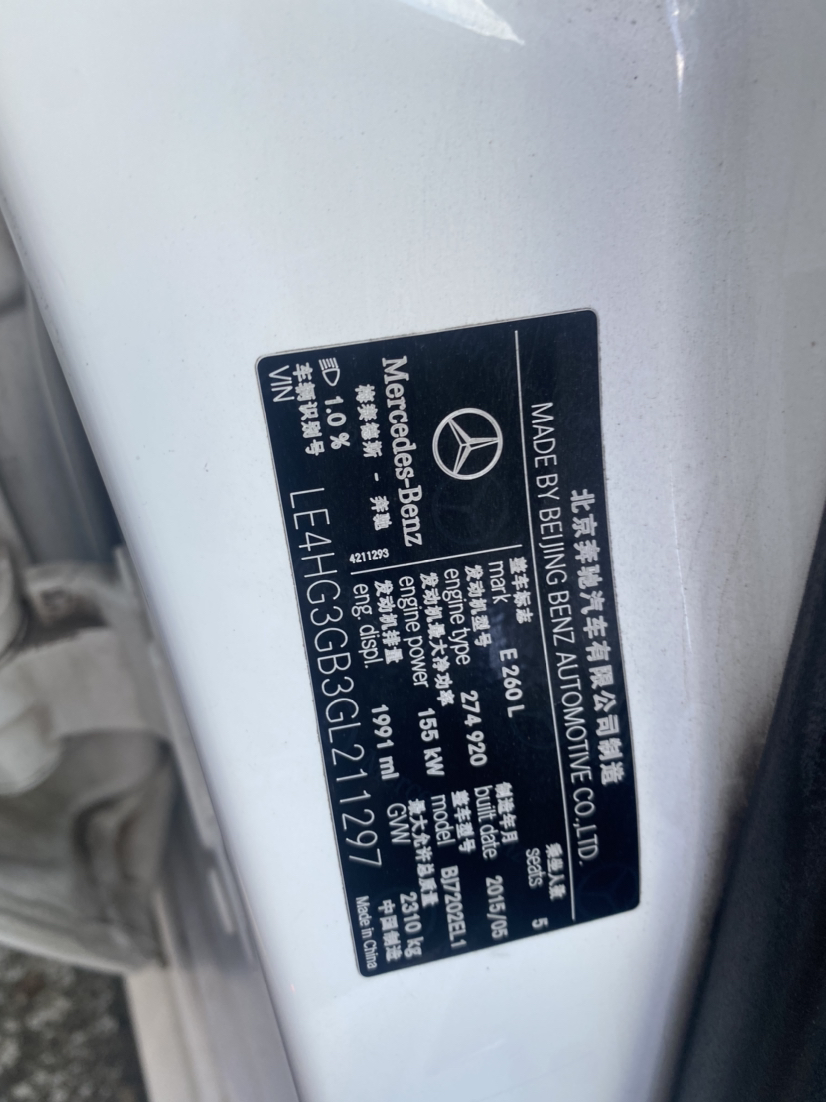 北京奔驰汽车有限公司制造
MADE BY BEIJING BENZ AUTOMOTIVE CO.,LTD.
Mercedes-Benz
梅赛德斯 - 奔驰
1.0 %
4211293
整车标志
mark E 260 L
乘坐人数
seats 5
发动机型号
engine type 274 920
制造年月
built date 2015/05
发动机最大净功率
engine power 155 kW
整车型号
model BJ7202EL1
发动机排量
eng. displ. 1991 ml
最大允许总质量
GVW 2310 kg
车辆识别号
VIN LE4HG3GB3GL211297
中国制造
Made in China